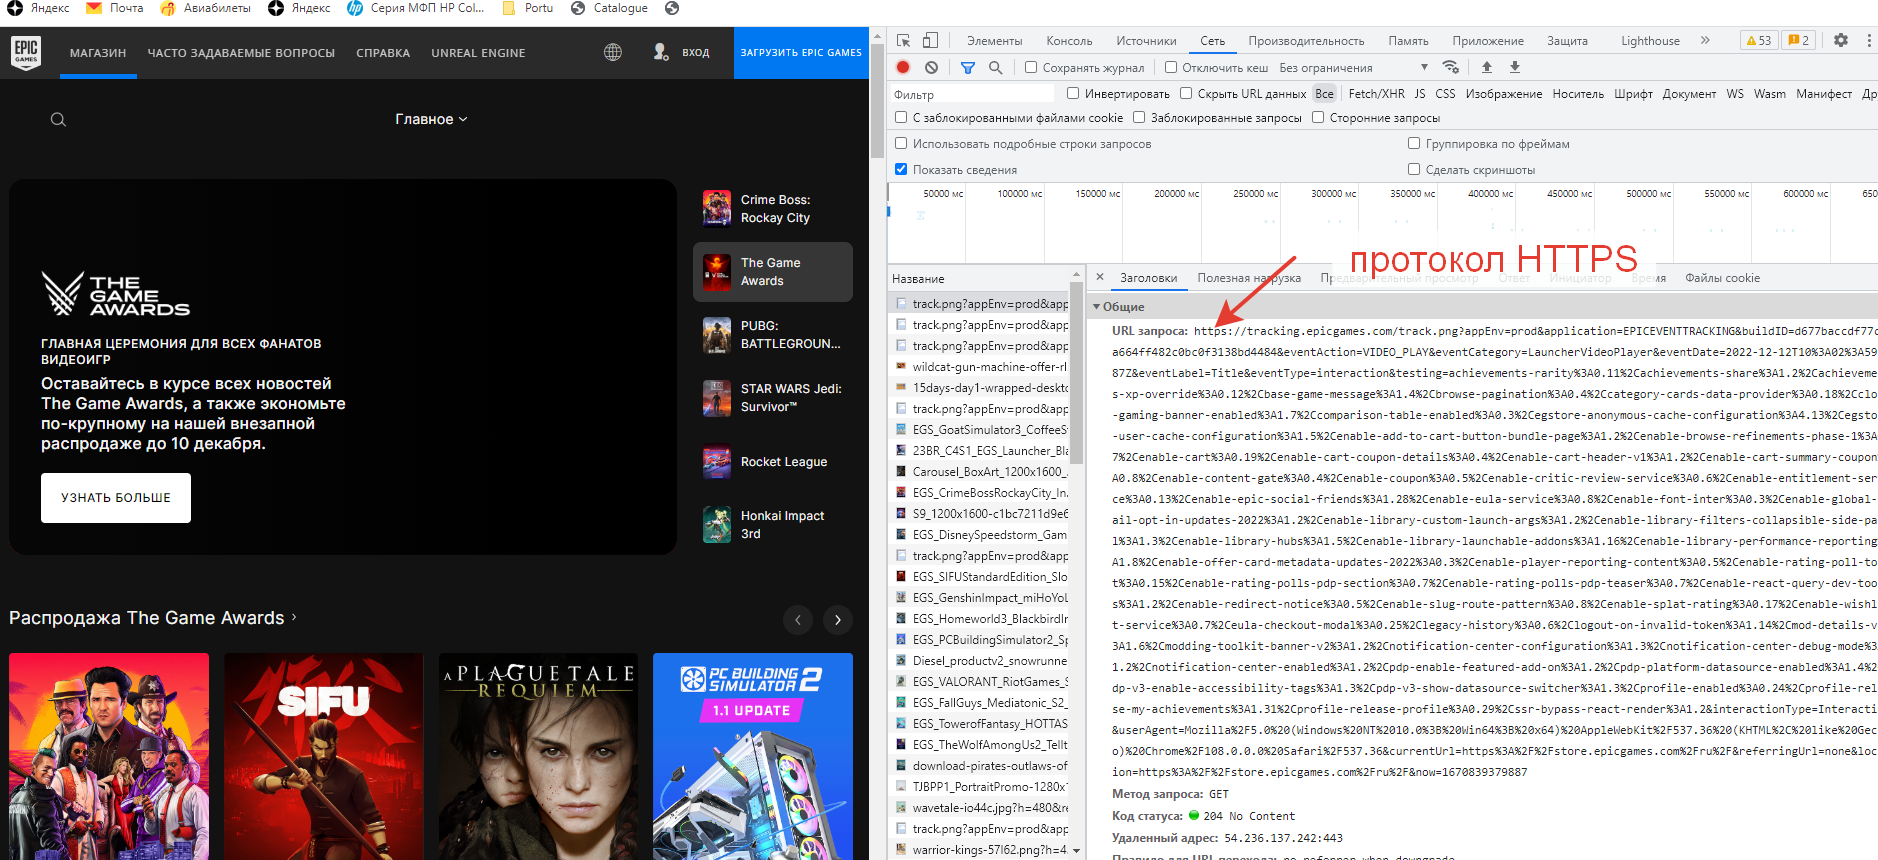 Яндекс Почта Авиабилеты Яндекс Серия МФП HP Col... Portu Catalogue
EPIC GAMES
МАГАЗИН ЧАСТО ЗАДАВАЕМЫЕ ВОПРОСЫ СПРАВКА UNREAL ENGINE ВХОД ЗАГРУЗИТЬ EPIC GAMES
Главное
THE GAME AWARDS
ГЛАВНАЯ ЦЕРЕМОНИЯ ДЛЯ ВСЕХ ФАНАТОВ
ВИДЕОИГР
Оставайтесь в курсе всех новостей
The Game Awards, а также экономьте
по-крупному на нашей внезапной
распродаже до 10 декабря.
УЗНАТЬ БОЛЬШЕ
Crime Boss:
Rockay City
The Game
Awards
PUBG:
BATTLEGROUN...
STAR WARS Jedi:
Survivor™
Rocket League
Honkai Impact
3rd
Распродажа The Game Awards
SIFU
A PLAGUE TALE
REQUIEM
PC BUILDING
SIMULATOR 2
1.1 UPDATE
Элементы Консоль Источники Сеть Производительность Память Приложение Защита Lighthouse » 53 2
Сохранять журнал Отключить кеш Без ограничения
Фильтр Инвертировать Скрыть URL данных Все Fetch/XHR JS CSS Изображение Носитель Шрифт Документ WS Wasm Манифест Др
С заблокированными файлами cookie Заблокированные запросы Сторонние запросы
Использовать подробные строки запросов Группировка по фреймам
Показать сведения Сделать скриншоты
50000 мс 100000 мс 150000 мс 200000 мс 250000 мс 300000 мс 350000 мс 400000 мс 450000 мс 500000 мс 550000 мс 600000 мс 650
протокол HTTPS
Название
× Заголовки Полезная нагрузка Предварительный просмотр Ответ Инициатор Время Файлы cookie
track.png?appEnv=prod&app
track.png?appEnv=prod&app
track.png?appEnv=prod&app
wildcat-gun-machine-offer-rl.
15days-day1-wrapped-deskto
track.png?appEnv=prod&app
EGS_GoatSimulator3_CoffeeSt
23BR_C4S1_EGS_Launcher_Bla
Carousel_BoxArt_1200x1600_.
EGS_CrimeBossRockayCity_InA
S9_1200x1600-c1bc7211d9e6
EGS_DisneySpeedstorm_Gam
track.png?appEnv=prod&app
EGS_SIFUStandardEdition_Slo
EGS_GenshinImpact_miHoYoL
EGS_Homeworld3_BlackbirdIn
EGS_PCBuildingSimulator2_Sp
Diesel_productv2_snowrunne
EGS_VALORANT_RiotGames_S
EGS_FallGuys_Mediatonic_S2_
EGS_TowerofFantasy_HOTTAS
EGS_TheWolfAmongUs2_Tellt
download-pirates-outlaws-of
TJBPP1_PortraitPromo-1280x1
wavetale-io44c.jpg?h=480&re
track.png?appEnv=prod&app
warrior-kings-57l62.png?h=4.
Общие
URL запроса: https://tracking.epicgames.com/track.png?appEnv=prod&application=EPICEVENTTRACKING&buildID=d677baccdf77c
a664ff482c0bc0f3138bd4484&eventAction=VIDEO_PLAY&eventCategory=LauncherVideoPlayer&eventDate=2022-12-12T10%3A02%3A59
87Z&eventLabel=Title&eventType=interaction&testing=achievements-rarity%3A0.11%2Cachievements-share%3A1.2%2Cachieveme
s-xp-override%3A0.12%2Cbase-game-message%3A1.4%2Cbrowse-pagination%3A0.4%2Ccategory-cards-data-provider%3A0.18%2Cclo
-gaming-banner-enabled%3A1.7%2Ccomparison-table-enabled%3A0.3%2Cegstore-anonymous-cache-configuration%3A4.13%2Cegsto
-user-cache-configuration%3A1.5%2Cenable-add-to-cart-button-bundle-page%3A1.2%2Cenable-browse-refinements-phase-1%3A
7%2Cenable-cart%3A0.19%2Cenable-cart-coupon-details%3A0.4%2Cenable-cart-header-v1%3A1.2%2Cenable-cart-summary-coupon
A0.8%2Cenable-content-gate%3A0.4%2Cenable-coupon%3A0.5%2Cenable-critic-review-service%3A0.6%2Cenable-entitlement-ser
ce%3A0.13%2Cenable-epic-social-friends%3A1.28%2Cenable-eula-service%3A0.8%2Cenable-font-inter%3A0.3%2Cenable-global-
ail-opt-in-updates-2022%3A1.2%2Cenable-library-custom-launch-args%3A1.2%2Cenable-library-filters-collapsible-side-pa
l%3A1.3%2Cenable-library-hubs%3A1.5%2Cenable-library-launchable-addons%3A1.16%2Cenable-library-performance-reporting
A1.8%2Cenable-offer-card-metadata-updates-2022%3A0.3%2Cenable-player-reporting-content%3A0.5%2Cenable-rating-poll-to
t%3A0.15%2Cenable-rating-polls-pdp-section%3A0.7%2Cenable-rating-polls-pdp-teaser%3A0.7%2Cenable-react-query-dev-too
s%3A1.2%2Cenable-redirect-notice%3A0.5%2Cenable-slug-route-pattern%3A0.8%2Cenable-splat-rating%3A0.17%2Cenable-wishl
t-service%3A0.7%2Ceula-checkout-modal%3A0.25%2Clegacy-history%3A0.6%2Clogout-on-invalid-token%3A1.14%2Cmod-details-v
3A1.6%2Cmodding-toolkit-banner-v2%3A1.2%2Cnotification-center-configuration%3A1.3%2Cnotification-center-debug-mode%3
1.2%2Cnotification-center-enabled%3A1.2%2Cpdp-enable-featured-add-on%3A1.2%2Cpdp-platform-datasource-enabled%3A1.4%2
dp-v3-enable-accessibility-tags%3A1.3%2Cpdp-v3-show-datasource-switcher%3A1.3%2Cprofile-enabled%3A0.24%2Cprofile-rel
se-my-achievements%3A1.31%2Cprofile-release-profile%3A0.29%2Cssr-bypass-react-render%3A1.2&interactionType=Interacti
&userAgent=Mozilla%2F5.0%20(Windows%20NT%2010.0%3B%20Win64%3B%20x64)%20AppleWebKit%2F537.36%20(KHTML%2C%20like%20Gec
o)%20Chrome%2F108.0.0.0%20Safari%2F537.36&currentUrl=https%3A%2F%2Fstore.epicgames.com%2Fru%2F&referringUrl=none&loc
ion=https%3A%2F%2Fstore.epicgames.com%2Fru%2F&now=1670839379887
Метод запроса: GET
Код статуса: 204 No Content
Удаленный адрес: 54.236.137.242:443
Правило для URL перехода: no-referrer-when-downgrade